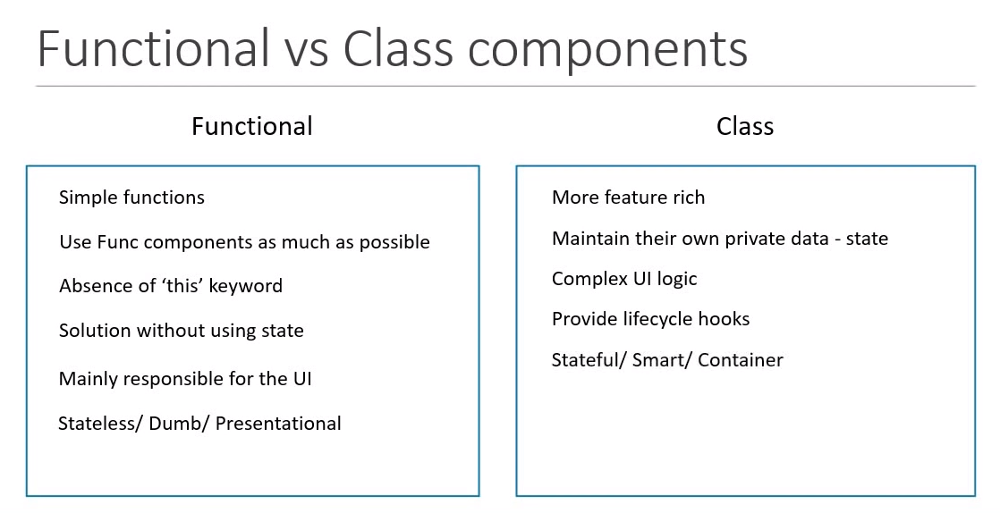 Functional vs Class components
Functional
Simple functions
Use Func components as much as possible
Absence of ‘this’ keyword
Solution without using state
Mainly responsible for the UI
Stateless/ Dumb/ Presentational
Class
More feature rich
Maintain their own private data - state
Complex UI logic
Provide lifecycle hooks
Stateful/ Smart/ Container